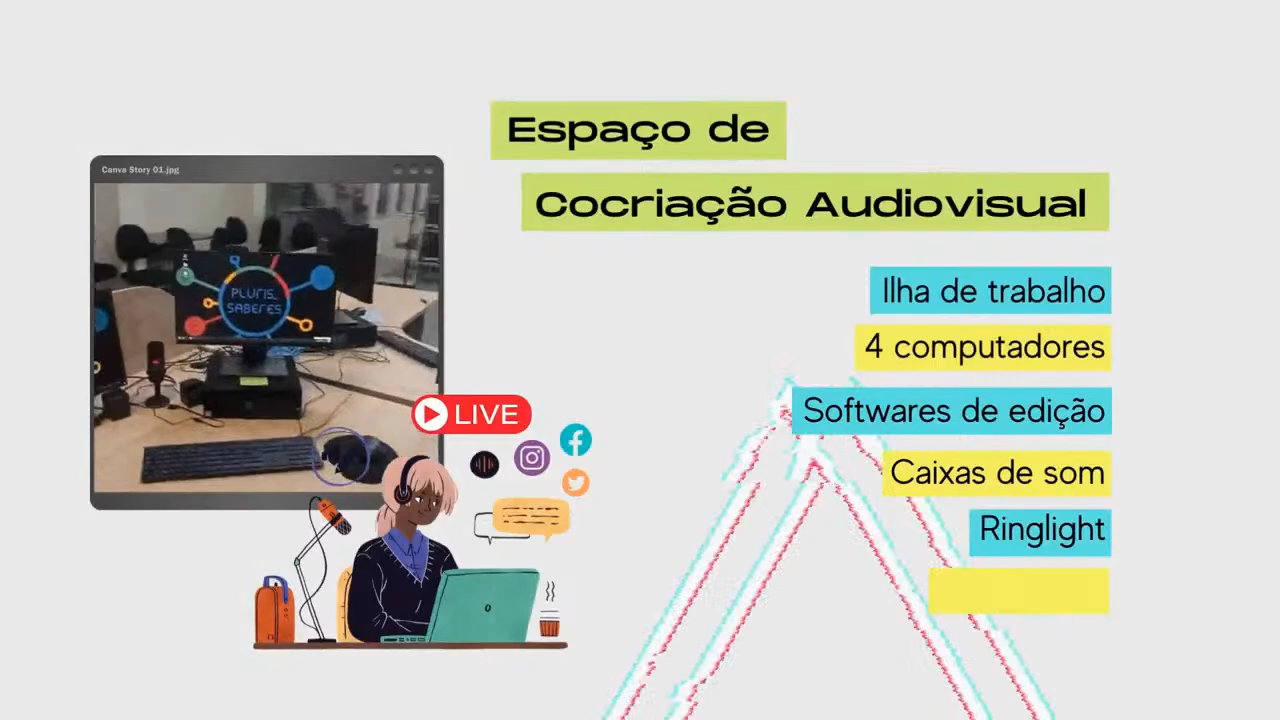 Espaço de
Cocriação Audiovisual
Canva Story 01.jpg
PLURIS_
SABERES
Ilha de trabalho
4 computadores
Softwares de edição
Caixas de som
Ringlight
LIVE